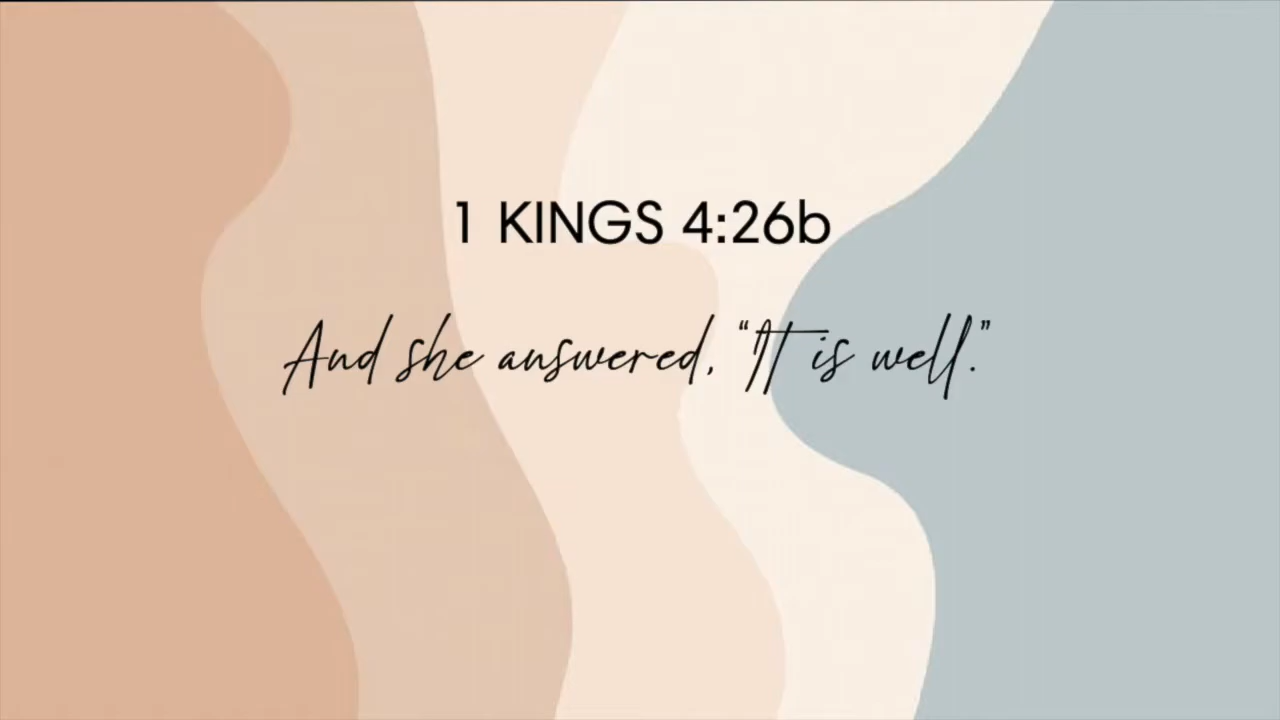 1 KINGS 4:26b
And she answered, “It is well.”